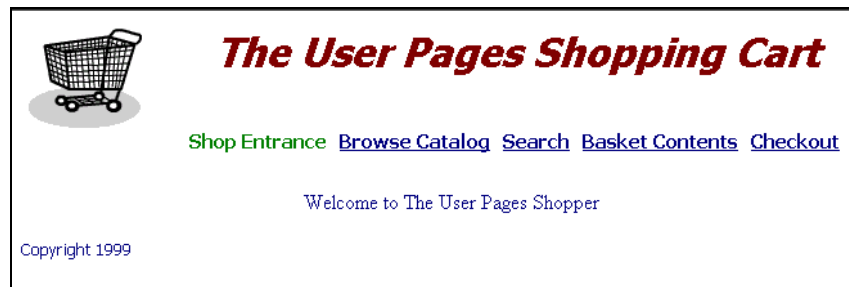 The User Pages Shopping Cart
Shop Entrance Browse Catalog Search Basket Contents Checkout
Welcome to The User Pages Shopper
Copyright 1999